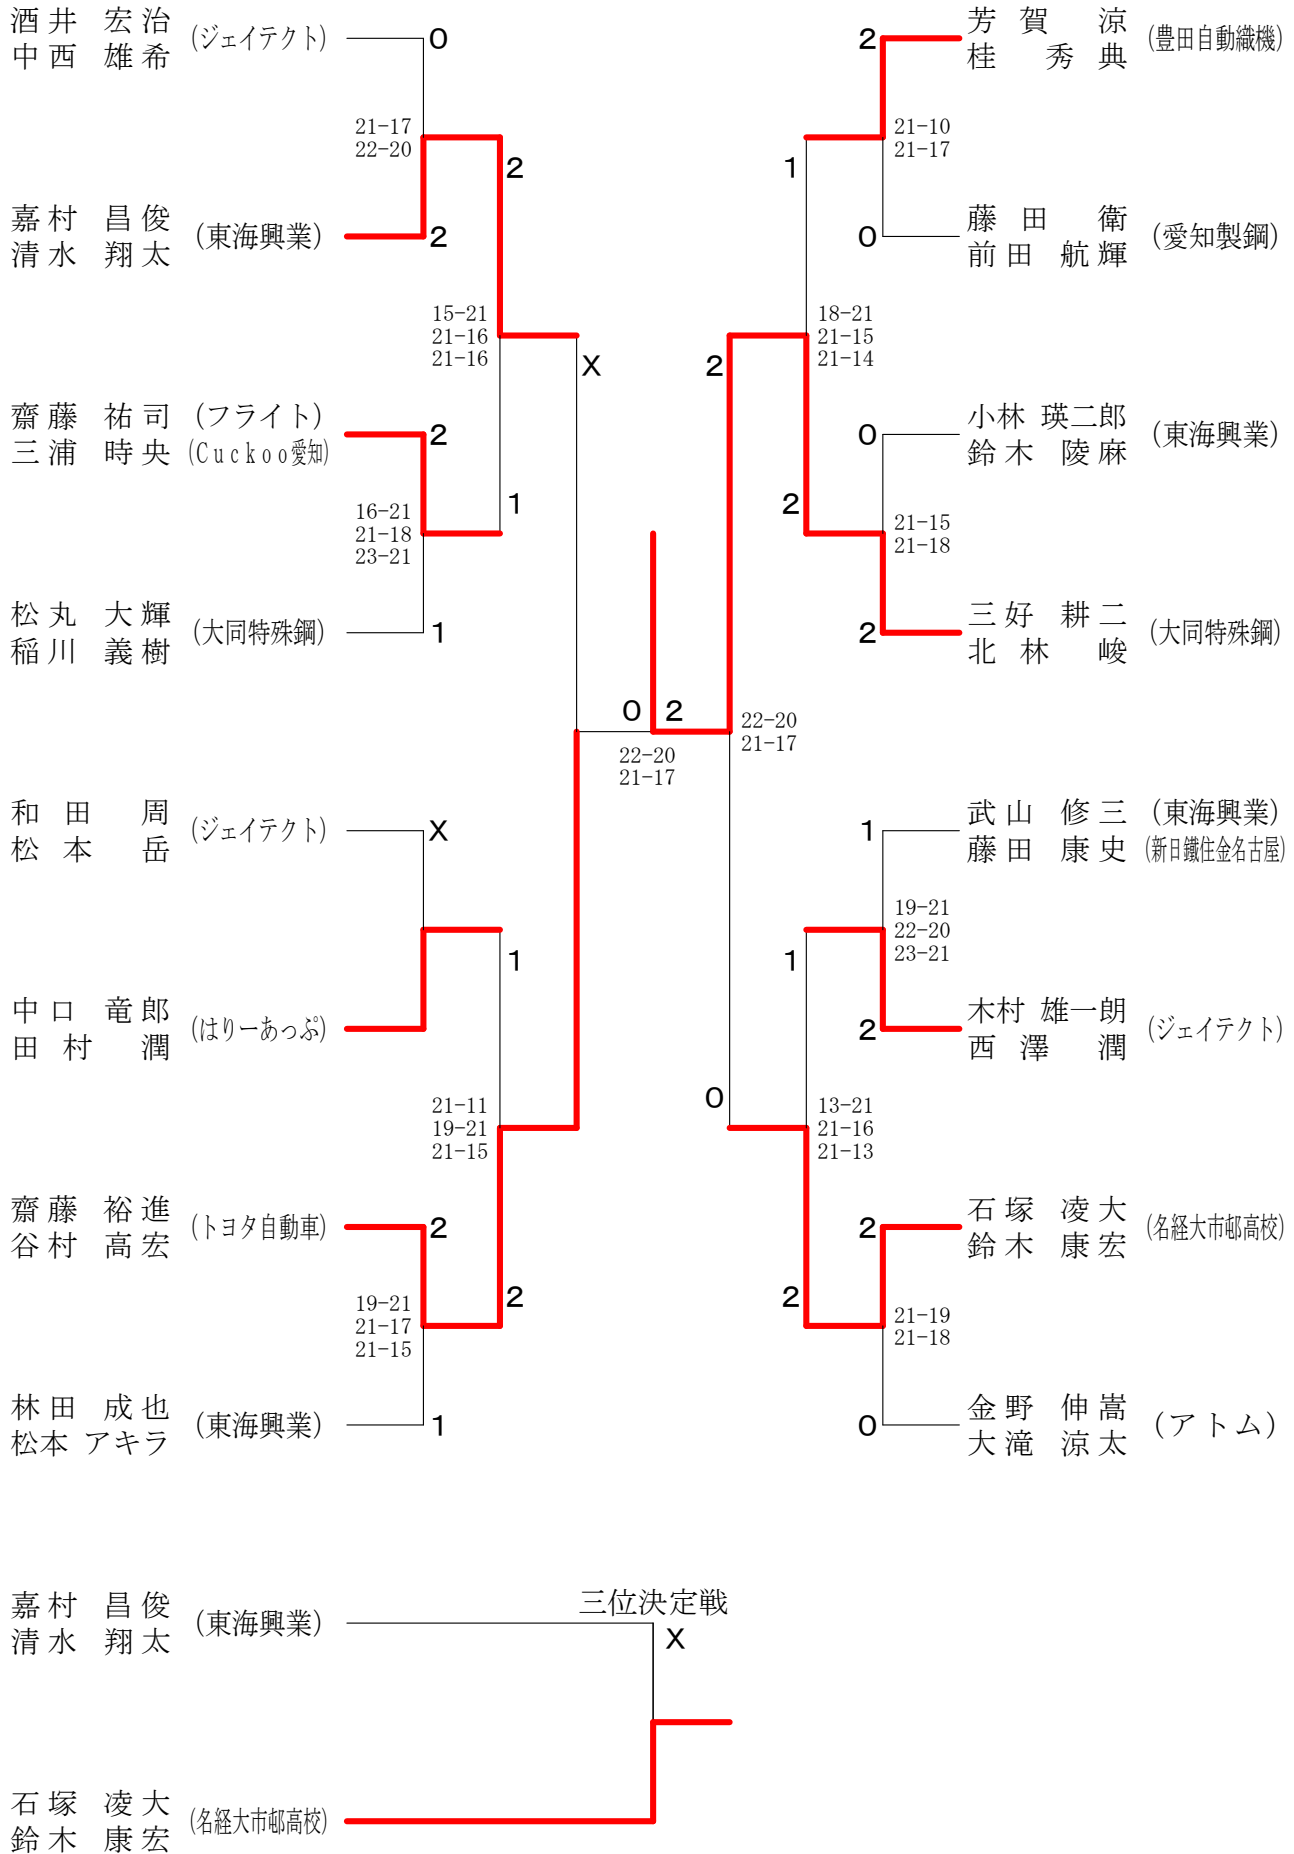 酒井 宏治
中西 雄希
(ジェイテクト)
0
21-17
22-20
2
嘉村 昌俊
清水 翔太
(東海興業)
2
15-21
21-16
21-16
X
齋藤 祐司
三浦 時央
(フライト)
(Cuckoo愛知)
2
1
16-21
21-18
23-21
松丸 大輝
稲川 義樹
(大同特殊鋼)
1
0
2
22-20
21-17
和田 周
松本 岳
(ジェイテクト)
X
1
中口 竜郎
田村 潤
(はりーあっぷ)
21-11
19-21
21-15
齋藤 裕進
谷村 高宏
(トヨタ自動車)
2
2
19-21
21-17
21-15
林田 成也
松本 アキラ
(東海興業)
1
2
芳賀 涼
桂 秀典
(豊田自動織機)
21-10
21-17
1
0
藤田 衛
前田 航輝
(愛知製鋼)
18-21
21-15
21-14
2
0
小林 瑛二郎
鈴木 陵麻
(東海興業)
2
21-15
21-18
2
三好 耕二
北林 峻
(大同特殊鋼)
22-20
21-17
1
武山 修三
藤田 康史
(東海興業)
(新日鐵住金名古屋)
19-21
22-20
23-21
1
2
木村 雄一朗
西澤 潤
(ジェイテクト)
0
13-21
21-16
21-13
2
石塚 凌大
鈴木 康宏
(名経大市邨高校)
2
21-19
21-18
0
金野 伸嵩
大滝 涼太
(アトム)
三位決定戦
嘉村 昌俊
清水 翔太
(東海興業)
X
石塚 凌大
鈴木 康宏
(名経大市邨高校)